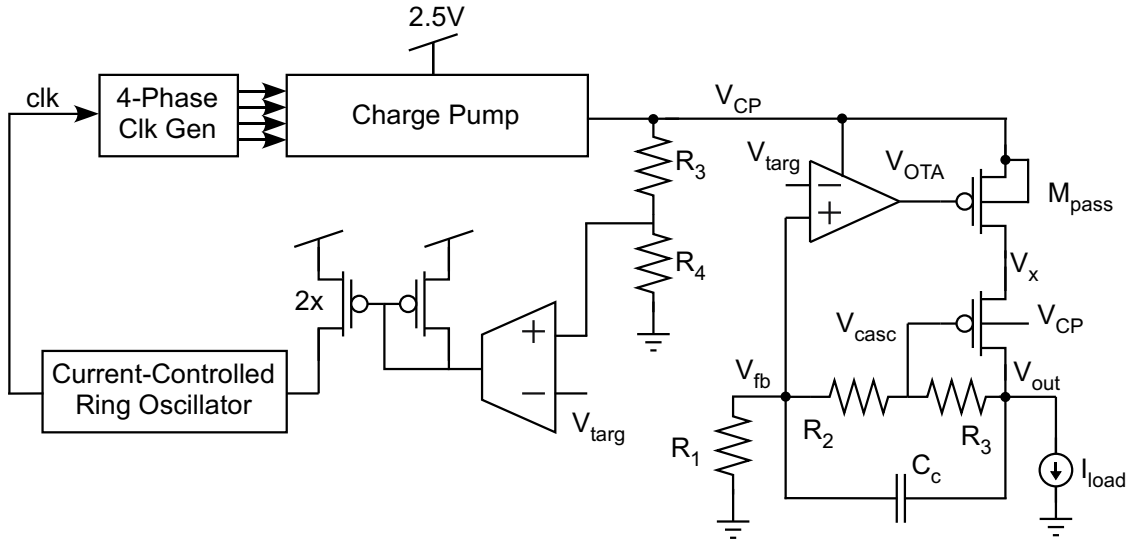 2.5V
clk
4-Phase
Clk Gen
Charge Pump
V_CP
R_3
V_targ
V_OTA
M_pass
R_4
V_x
2x
V_casc
V_CP
Current-Controlled
Ring Oscillator
V_fb
V_out
V_targ
R_2
R_3
R_1
C_c
I_load